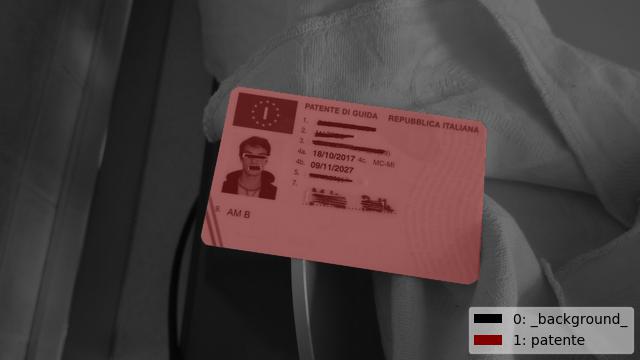 I
PATENTE DI GUIDA REPUBBLICA ITALIANA
1.
2.
3.
4a. 18/10/2017 4c. MC-MI
4b. 09/11/2027
5.
7.
9. AM B
0: _background_
1: patente